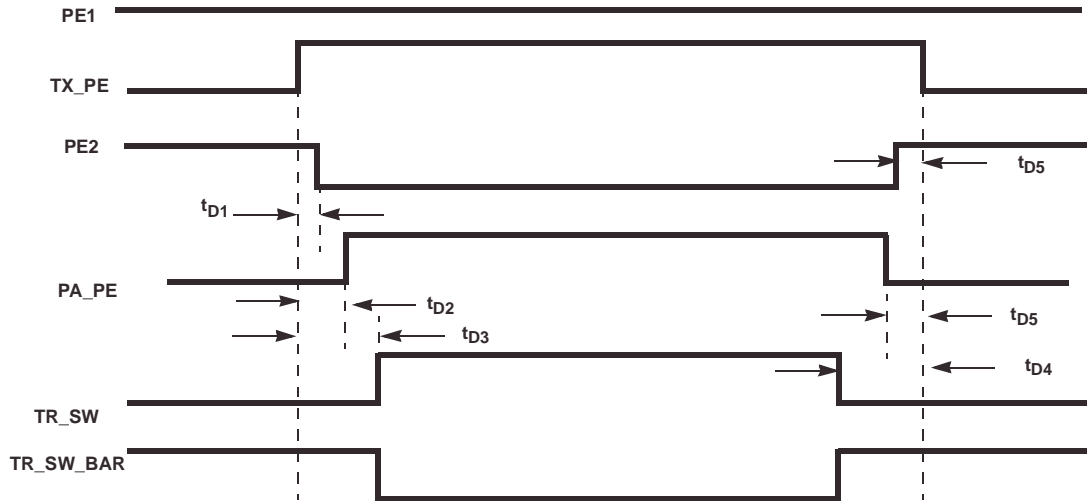 PE1
TX_PE
PE2
tD5
tD1
PA_PE
tD2
tD5
tD3
tD4
TR_SW
TR_SW_BAR